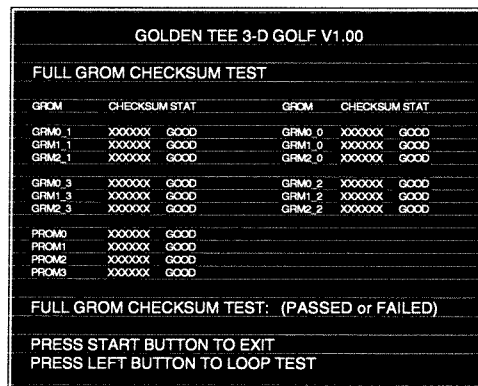 GOLDEN TEE 3-D GOLF V1.00
FULL GROM CHECKSUM TEST
GROM CHECKSUM STAT GROM CHECKSUM STAT
GRM0_1 XXXXXX GOOD GRM0_0 XXXXXX GOOD
GRM1_1 XXXXXX GOOD GRM1_0 XXXXXX GOOD
GRM2_1 XXXXXX GOOD GRM2_0 XXXXXX GOOD
GRM0_3 XXXXXX GOOD GRM0_2 XXXXXX GOOD
GRM1_3 XXXXXX GOOD GRM1_2 XXXXXX GOOD
GRM2_3 XXXXXX GOOD GRM2_2 XXXXXX GOOD
PROM0 XXXXXX GOOD
PROM1 XXXXXX GOOD
PROM2 XXXXXX GOOD
PROM3 XXXXXX GOOD
FULL GROM CHECKSUM TEST: (PASSED or FAILED)
PRESS START BUTTON TO EXIT
PRESS LEFT BUTTON TO LOOP TEST